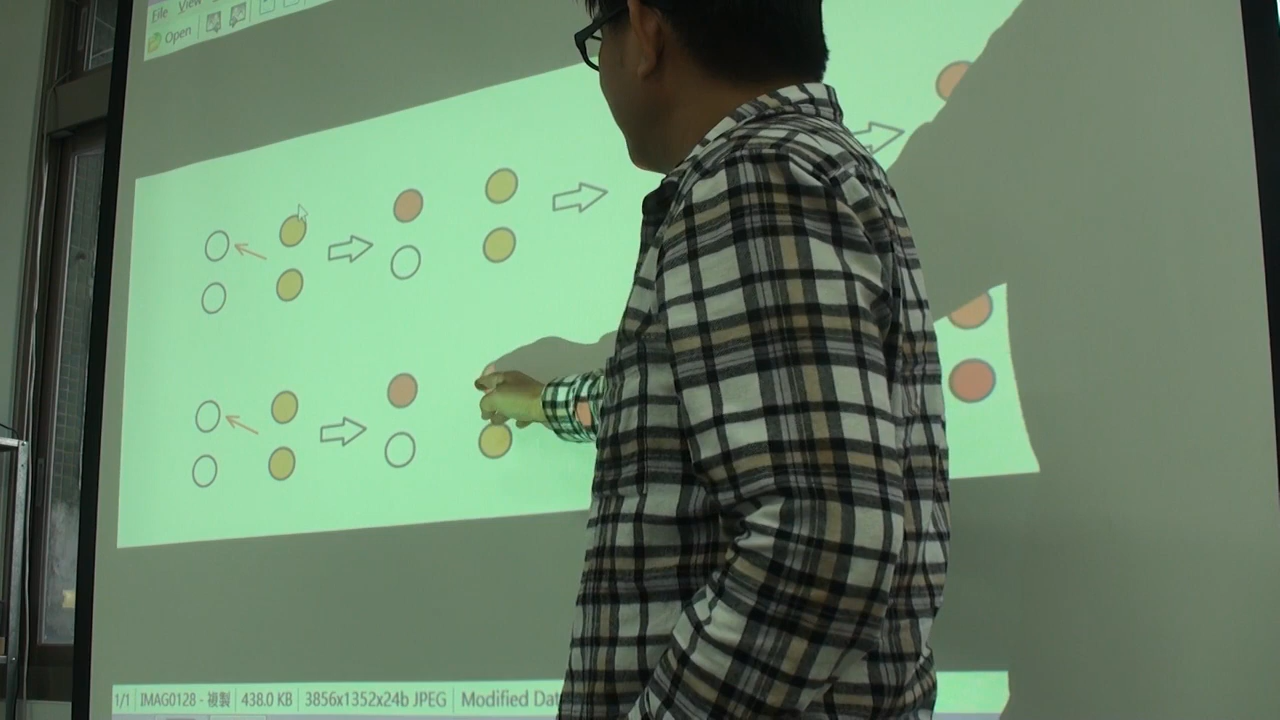 File View
Open
1/1 IMAG0128 - 複製 438.0 KB 3856x1352x24b JPEG Modified Dat